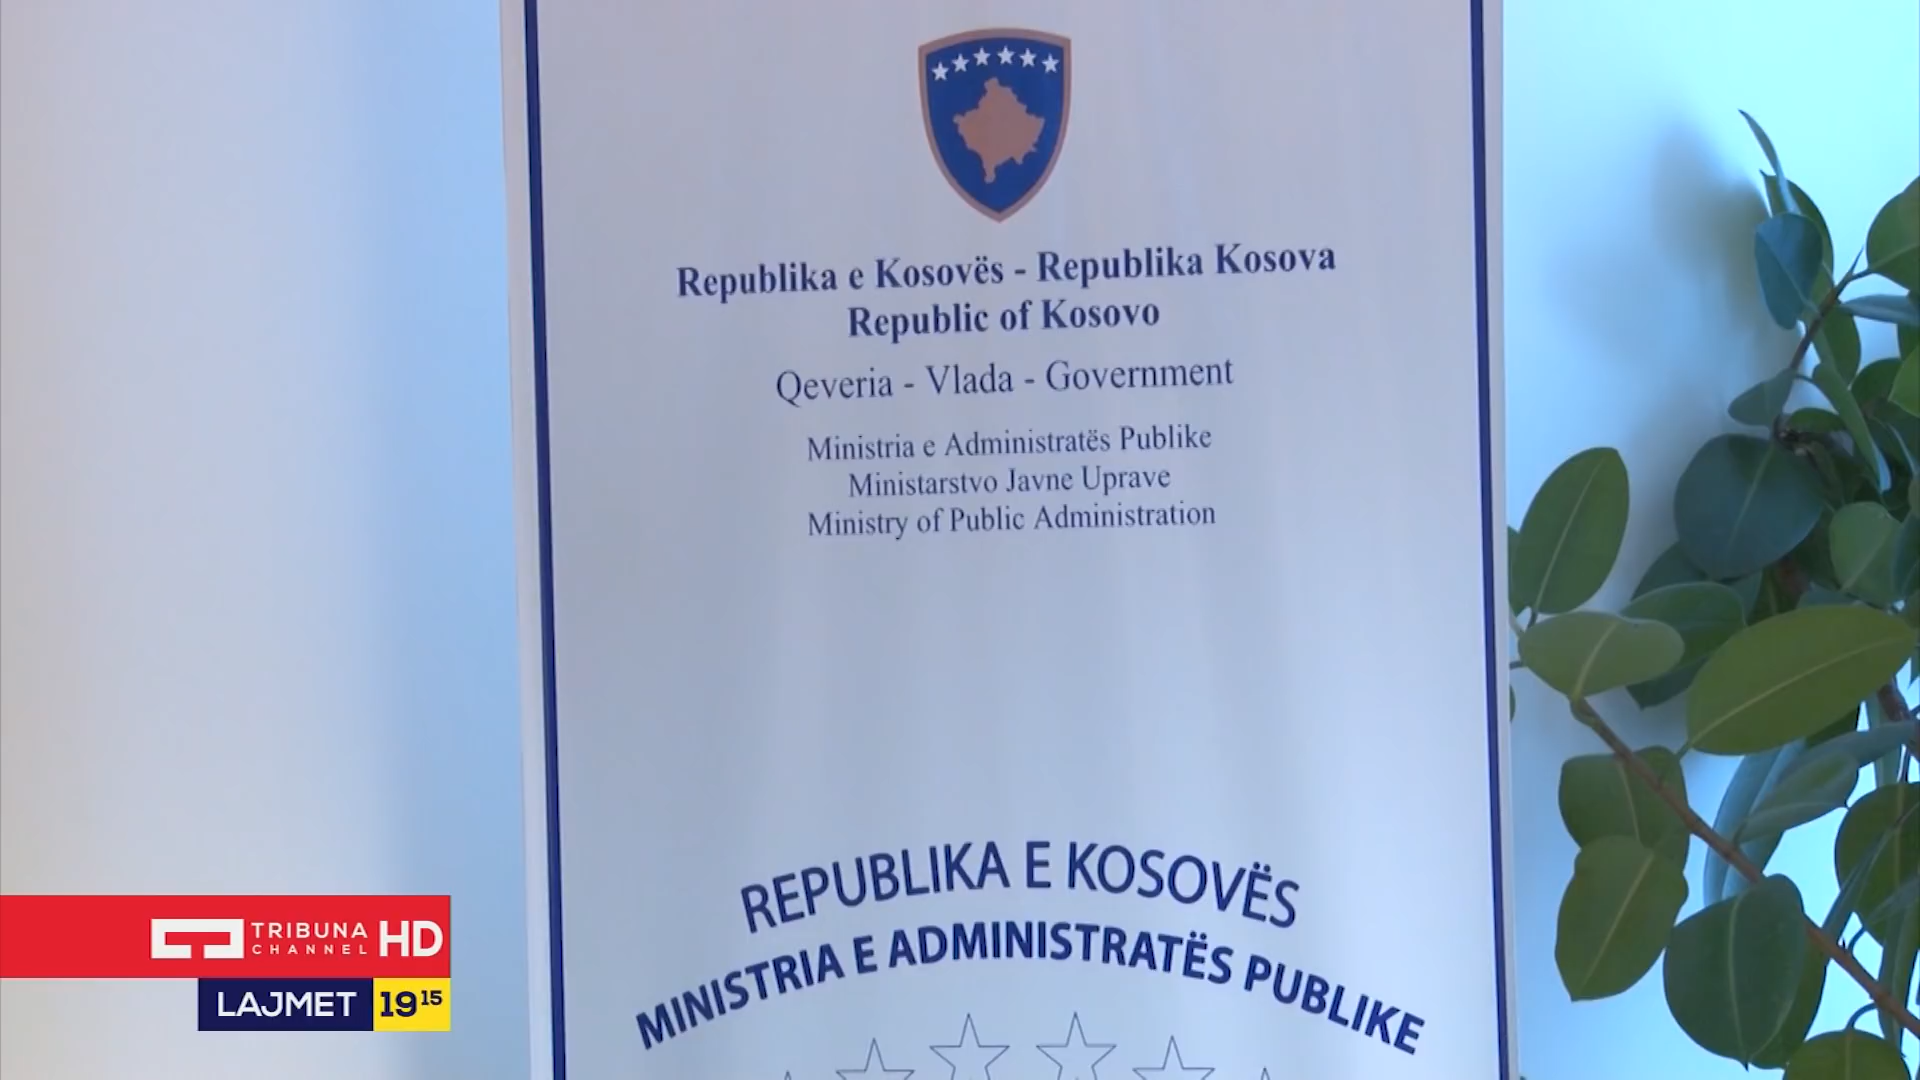 Republika e Kosovës - Republika Kosova
Republic of Kosovo
Qeveria - Vlada - Government
Ministria e Administratës Publike
Ministarstvo Javne Uprave
Ministry of Public Administration
REPUBLIKA E KOSOVËS
MINISTRIA E ADMINISTRATËS PUBLIKE
TRIBUNA
CHANNEL
HD
LAJMET 19 15